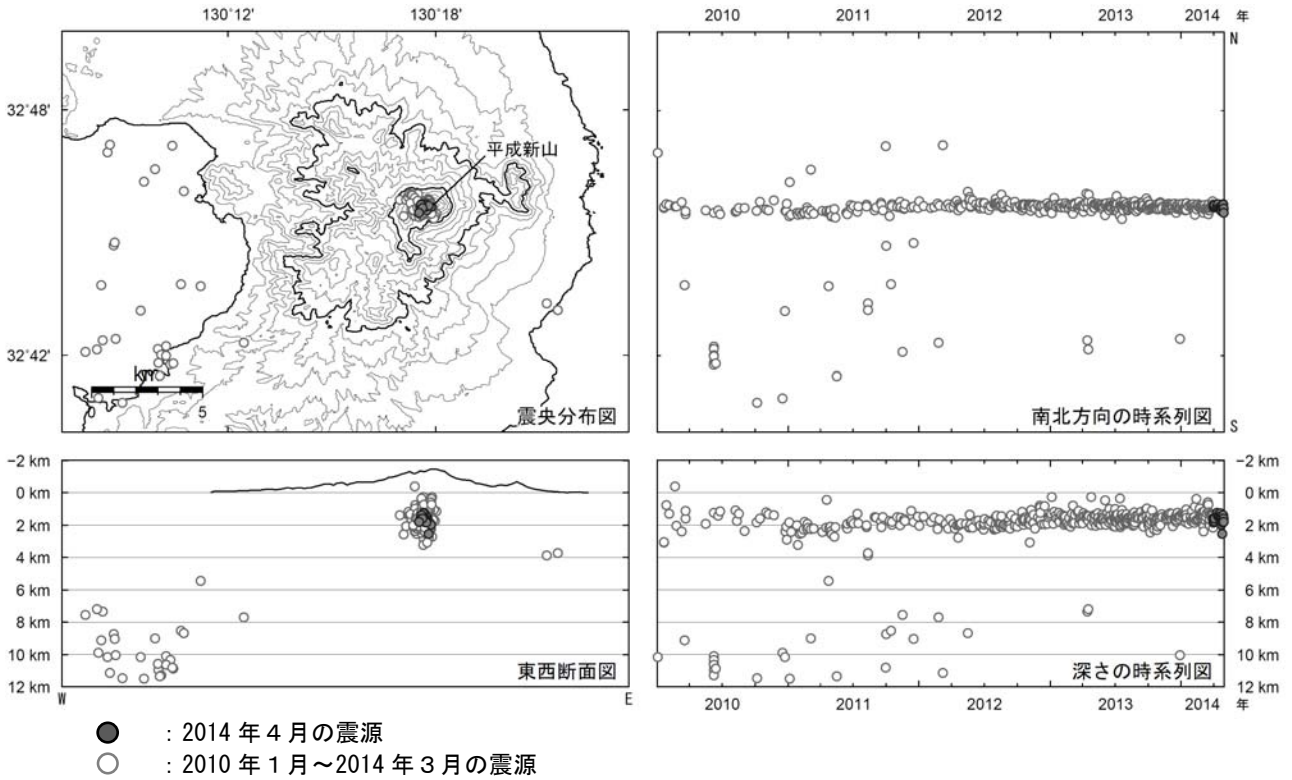 130°12′ 130°18′
2010 2011 2012 2013 2014 年
N
32°48′
平成新山
32°42′
km
5
震央分布図
南北方向の時系列図
S
-2 km
0 km
2 km
4 km
6 km
8 km
10 km
12 km
東西断面図
W E
-2 km
0 km
2 km
4 km
6 km
8 km
10 km
12 km
深さの時系列図
2010 2011 2012 2013 2014 年
：2014 年４月の震源
：2010 年１月～2014 年３月の震源